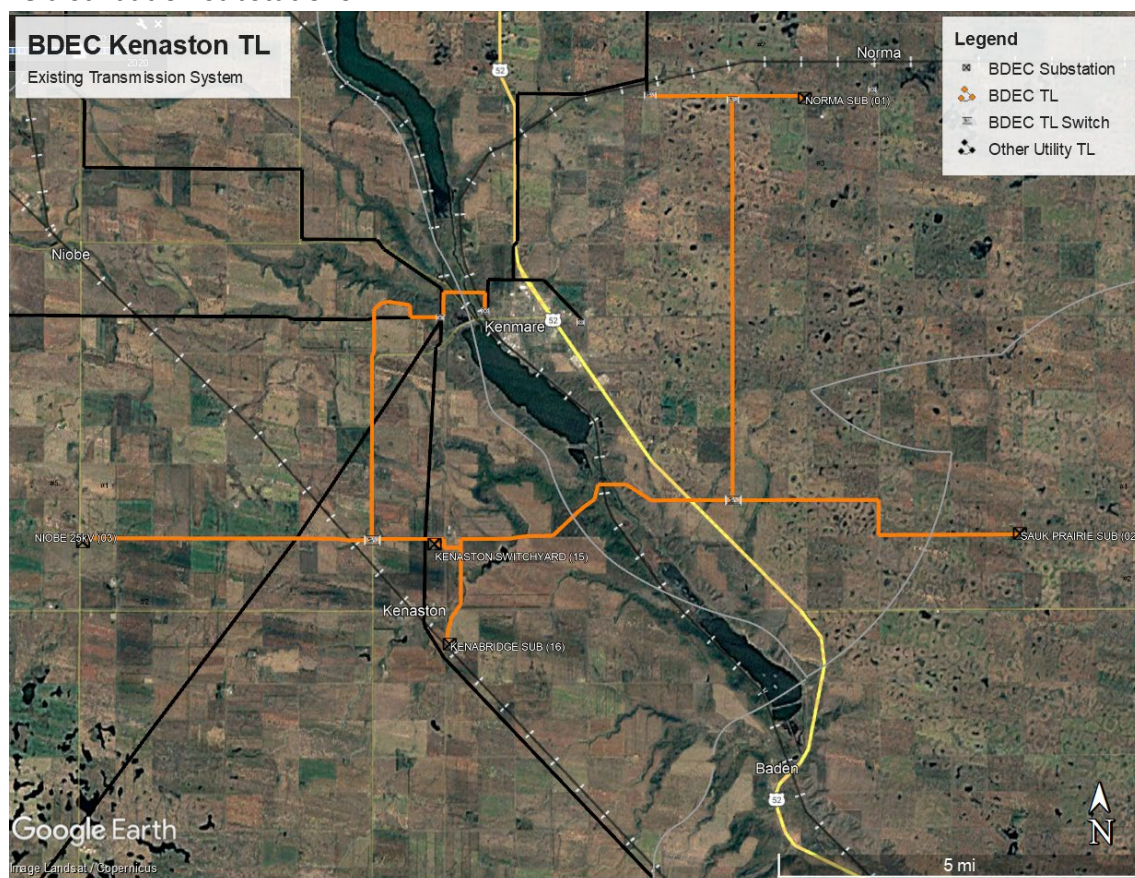 BDEC Kenaston TL
Existing Transmission System
2020
Legend
BDEC Substation
BDEC TL
BDEC TL Switch
Other Utility TL
Norma
52
NORMA SUB (01)
Niobe
Kenmare
52
NIOBE 25kV (03)
KENASTON SWITCHYARD (15)
SAUK PRAIRIE SUB (02
Kenaston
KENABRIDGE SUB (16)
Baden
52
N
Google Earth
Image Landsat / Copernicus
5 mi